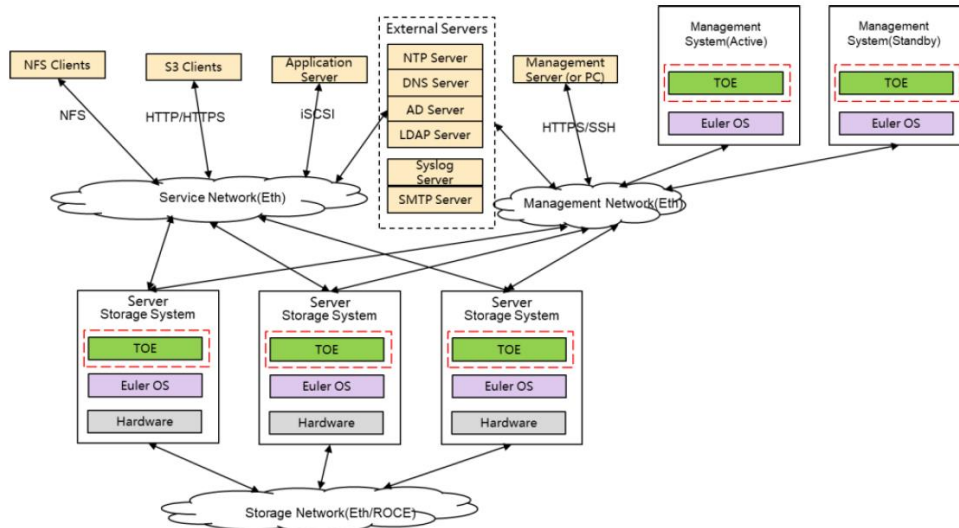 External Servers
NTP Server
DNS Server
AD Server
LDAP Server
Syslog
Server
SMTP Server
NFS Clients
S3 Clients
Application
Server
Management
Server (or PC)
Management
System(Active)
TOE
Euler OS
Management
System(Standby)
TOE
Euler OS
NFS
HTTP/HTTPS
iSCSI
HTTPS/SSH
Service Network(Eth)
Management Network(Eth)
Server
Storage System
TOE
Euler OS
Hardware
Server
Storage System
TOE
Euler OS
Hardware
Server
Storage System
TOE
Euler OS
Hardware
Storage Network(Eth/ROCE)